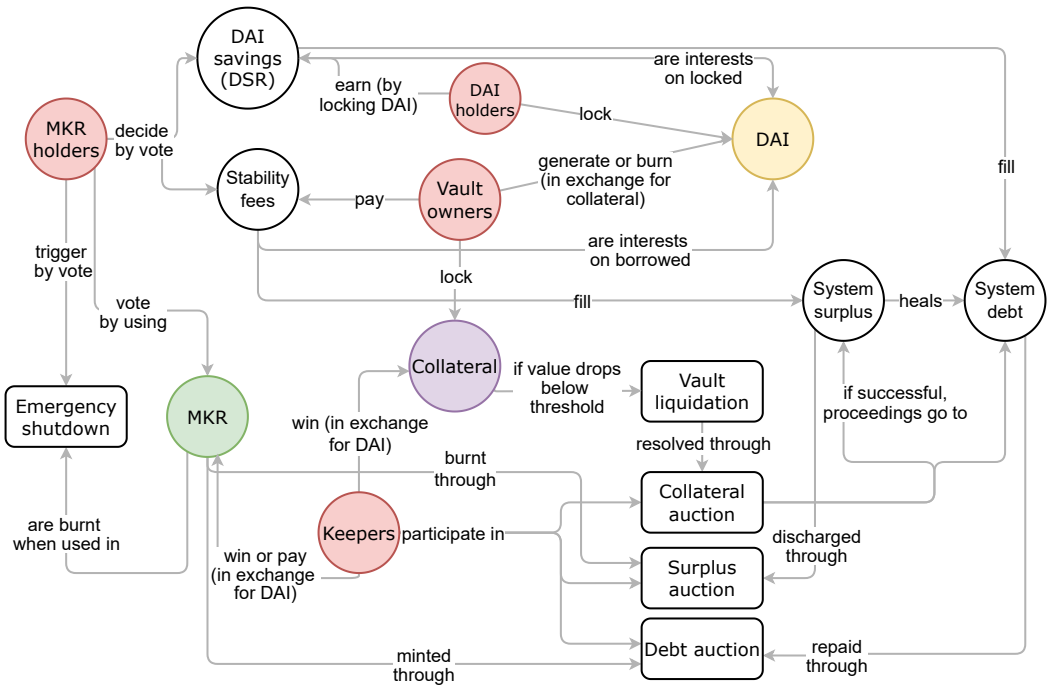 DAI
savings
(DSR)
are interests
on locked
earn (by
locking DAI)
DAI
holders
MKR
holders
decide
by vote
lock
DAI
Stability
fees
generate or burn
(in exchange for
collateral)
fill
pay
Vault
owners
are interests
on borrowed
trigger
by vote
lock
vote
by using
fill
System
surplus
heals
System
debt
Collateral
if value drops
below
threshold
Vault
liquidation
if successful,
proceedings go to
Emergency
shutdown
MKR
win (in exchange
for DAI)
resolved through
burnt
through
Collateral
auction
are burnt
when used in
Keepers
participate in
discharged
through
win or pay
(in exchange
for DAI)
Surplus
auction
minted
through
Debt auction
repaid
through